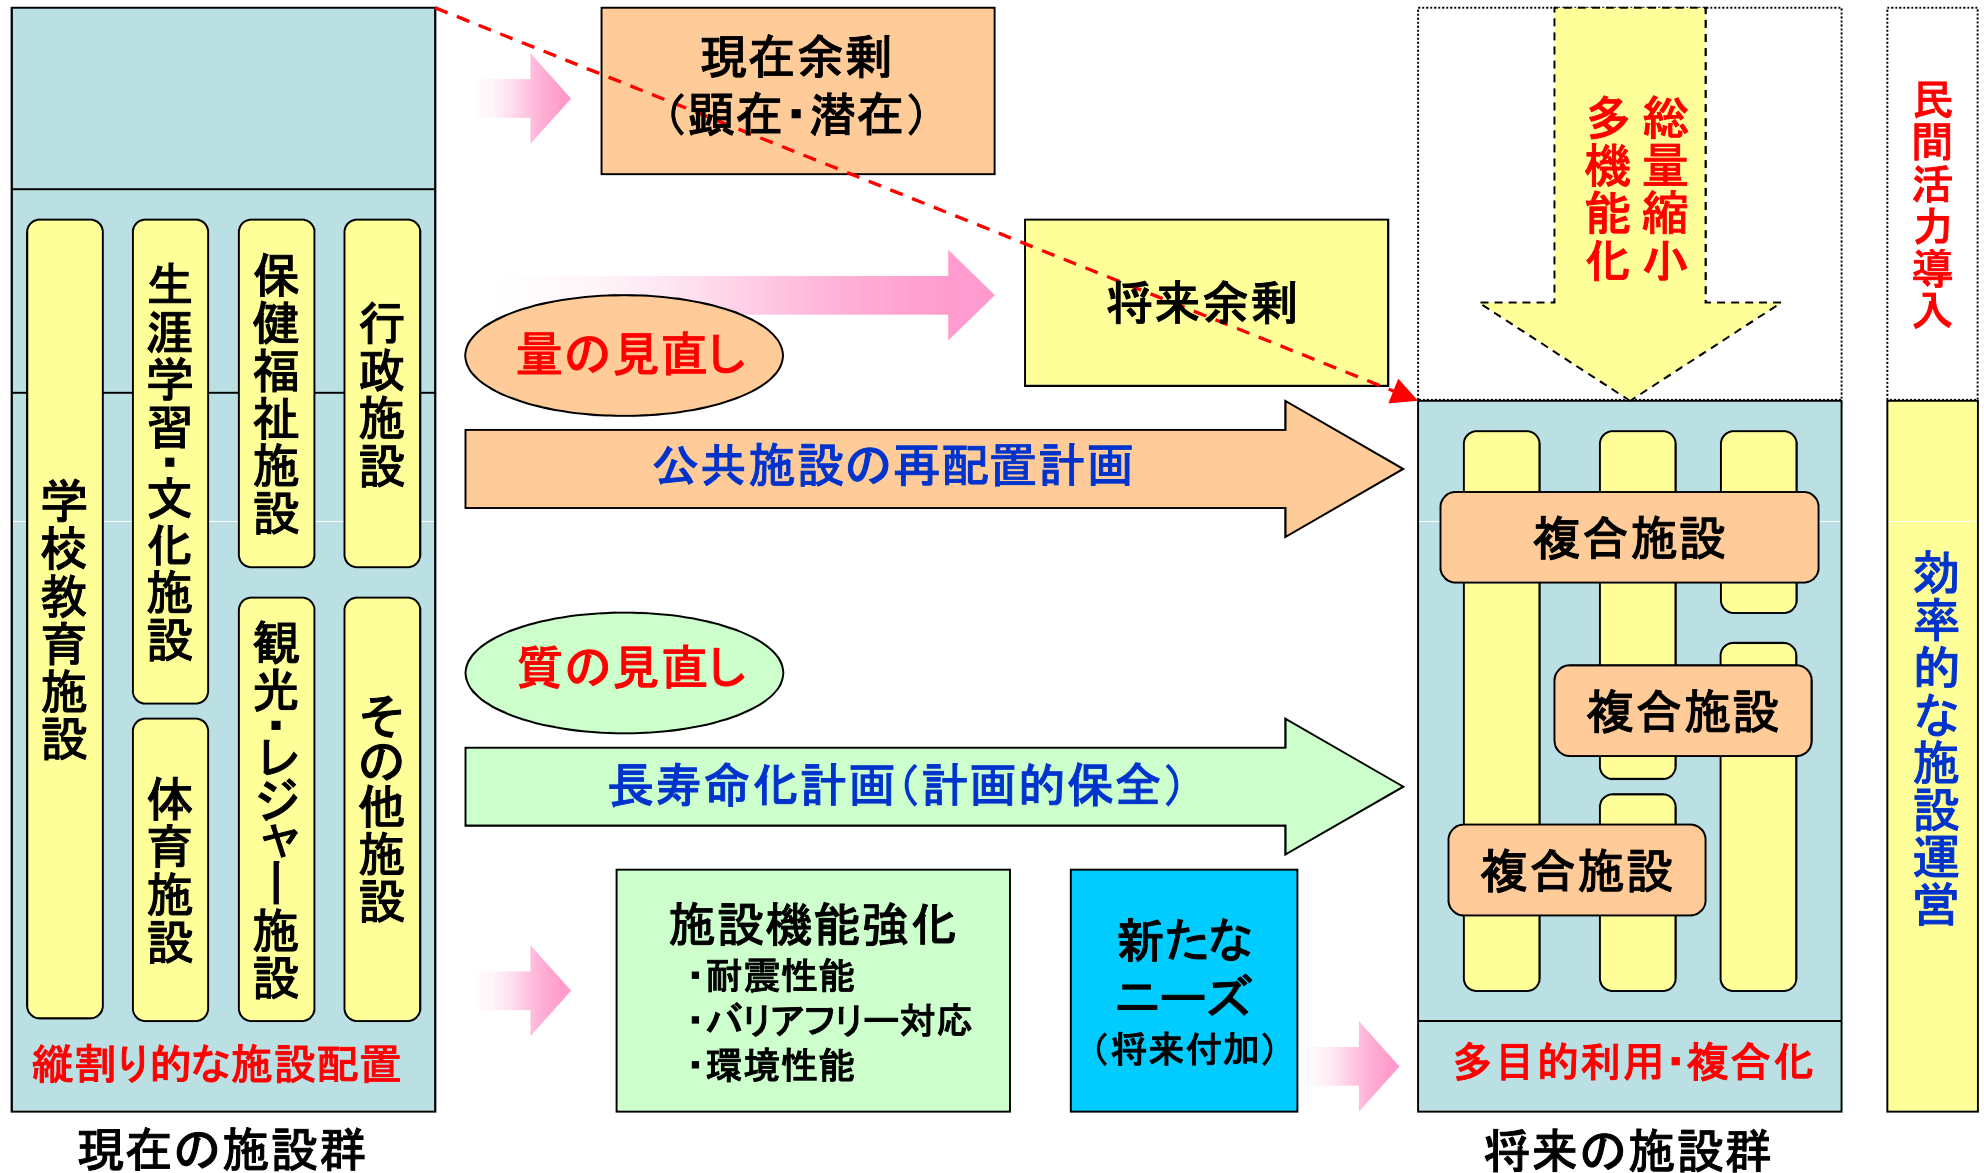 現在余剰
（顕在・潜在）
将来余剰
総量縮小
多機能化
民間活力導入
学校教育施設
生涯学習・文化施設
体育施設
保健福祉施設
観光・レジャー施設
行政施設
その他施設
縦割り的な施設配置
現在の施設群
量の見直し
公共施設の再配置計画
質の見直し
長寿命化計画（計画的保全）
施設機能強化
・耐震性能
・バリアフリー対応
・環境性能
新たな
ニーズ
（将来付加）
複合施設
複合施設
複合施設
多目的利用・複合化
将来の施設群
効率的な施設運営